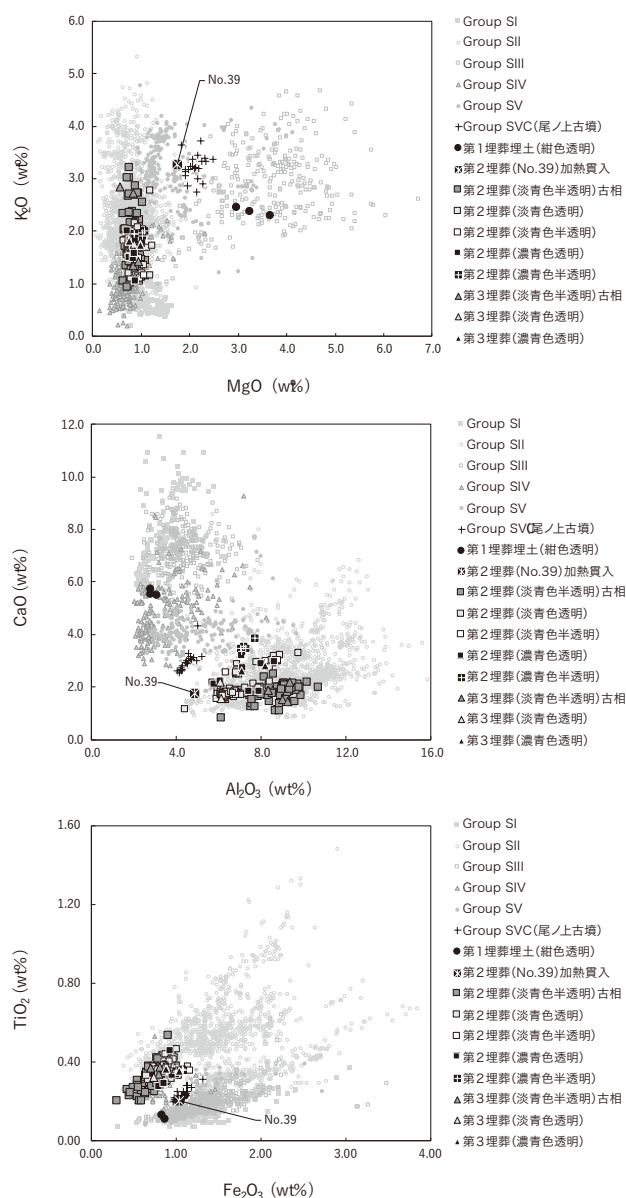 6.0
5.0
4.0
3.0
2.0
1.0
0.0
K₂O (wt%)
0.0 1.0 2.0 3.0 4.0 5.0 6.0 7.0
MgO (wt%)
No.39
Group SI
Group SII
Group SIII
Group SIV
Group SV
Group SVC(尾ノ上古墳)
第1埋葬埋土(紺色透明)
第2埋葬(No.39)加熱貫入
第2埋葬(淡青色半透明)古相
第2埋葬(淡青色透明)
第2埋葬(淡青色半透明)
第2埋葬(濃青色透明)
第2埋葬(濃青色半透明)
第3埋葬(淡青色半透明)古相
第3埋葬(淡青色透明)
第3埋葬(濃青色透明)
12.0
10.0
8.0
6.0
4.0
2.0
0.0
CaO (wt%)
0.0 4.0 8.0 12.0 16.0
Al₂O₃ (wt%)
No.39
Group SI
Group SII
Group SIII
Group SIV
Group SV
Group SVC(尾ノ上古墳)
第1埋葬埋土(紺色透明)
第2埋葬(No.39)加熱貫入
第2埋葬(淡青色半透明)古相
第2埋葬(淡青色透明)
第2埋葬(淡青色半透明)
第2埋葬(濃青色透明)
第2埋葬(濃青色半透明)
第3埋葬(淡青色半透明)古相
第3埋葬(淡青色透明)
第3埋葬(濃青色透明)
1.60
1.20
0.80
0.40
0.00
TiO₂ (wt%)
0.00 1.00 2.00 3.00 4.00
Fe₂O₃ (wt%)
No.39
Group SI
Group SII
Group SIII
Group SIV
Group SV
Group SVC(尾ノ上古墳)
第1埋葬埋土(紺色透明)
第2埋葬(No.39)加熱貫入
第2埋葬(淡青色半透明)古相
第2埋葬(淡青色透明)
第2埋葬(淡青色半透明)
第2埋葬(濃青色透明)
第2埋葬(濃青色半透明)
第3埋葬(淡青色半透明)古相
第3埋葬(淡青色透明)
第3埋葬(濃青色透明)